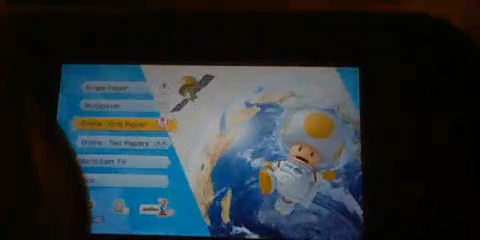 Single Player
Multiplayer
Online - One Player
Online - Two Players
Mario Kart TV